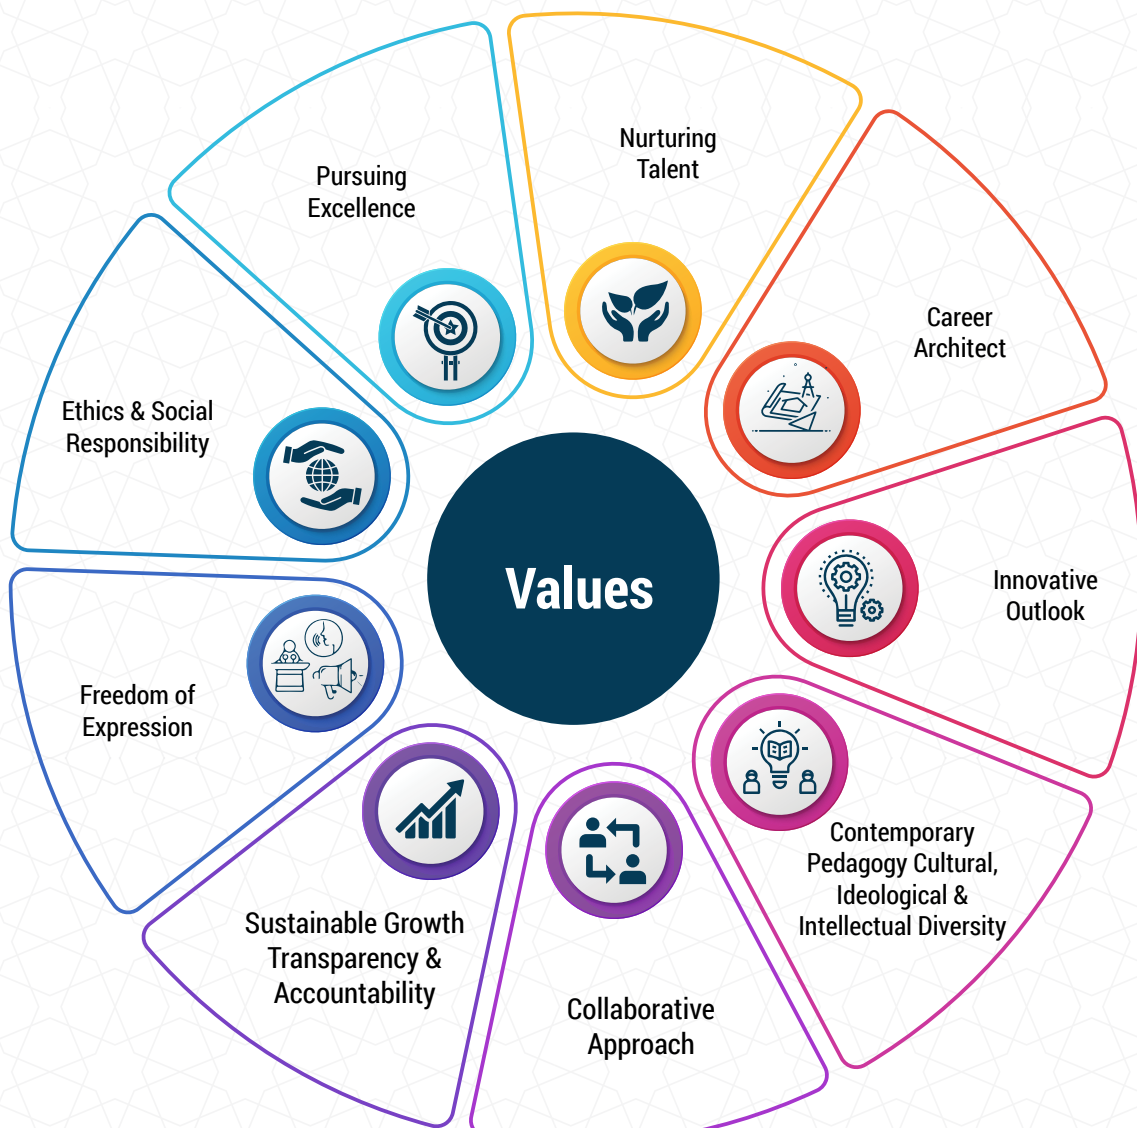 Nurturing
Talent
Pursuing
Excellence
Career
Architect
Ethics & Social
Responsibility
Values
Innovative
Outlook
Freedom of
Expression
Contemporary
Pedagogy Cultural,
Ideological &
Intellectual Diversity
Sustainable Growth
Transparency &
Accountability
Collaborative
Approach